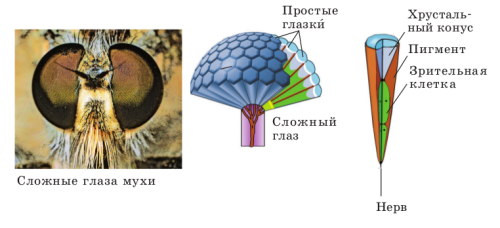 Простые
глазки́
Сложный
глаз
Хрусталь-
ный конус
Пигмент
Зрительная
клетка
Нерв
Сложные глаза мухи